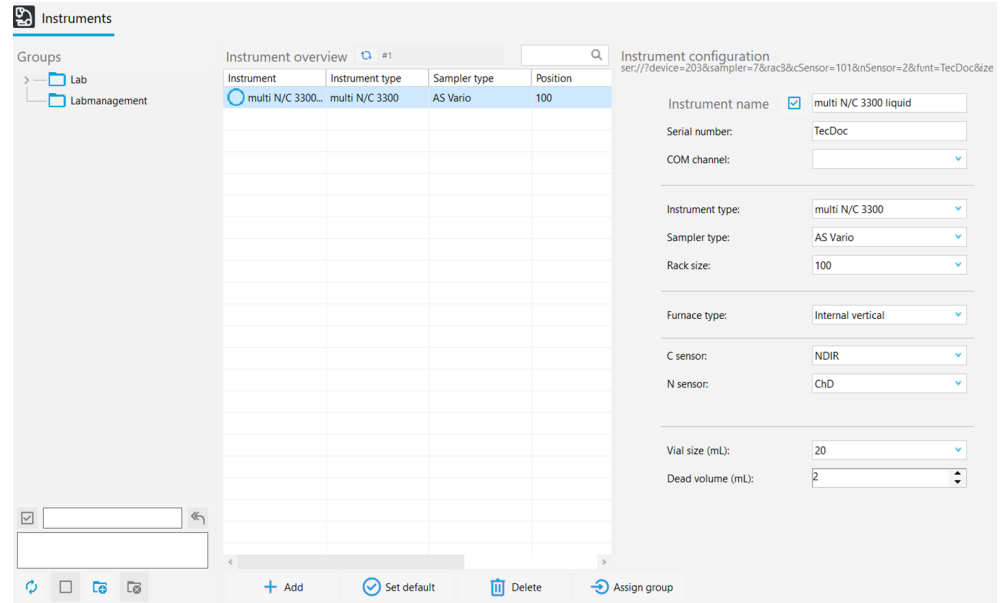 Instruments
Groups
Lab
Labmanagement
Instrument overview #1
Instrument Instrument type Sampler type Position
multi N/C 3300... multi N/C 3300 AS Vario 100
Add Set default Delete Assign group
Instrument configuration
ser://?device=203&sampler=7&rac3&cSensor=101&nSensor=2&funt=TecDoc&ize
Instrument name multi N/C 3300 liquid
Serial number: TecDoc
COM channel:
Instrument type: multi N/C 3300
Sampler type: AS Vario
Rack size: 100
Furnace type: Internal vertical
C sensor: NDIR
N sensor: ChD
Vial size (mL): 20
Dead volume (mL): 2